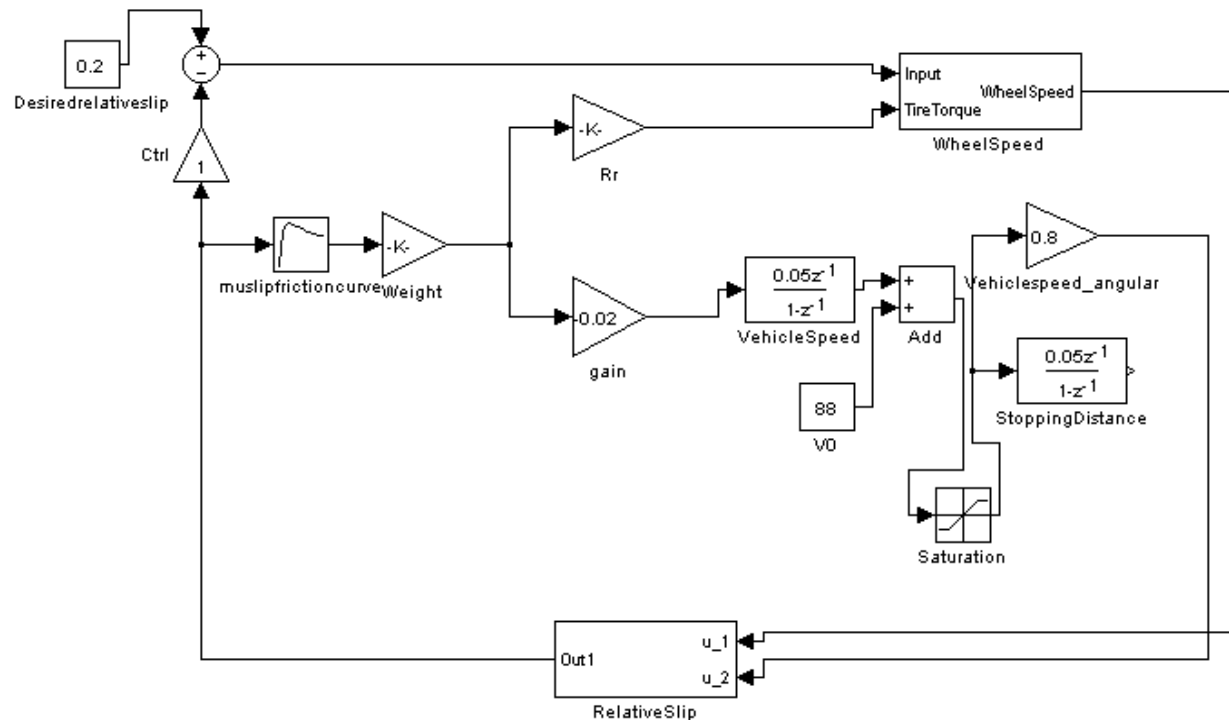 0.2
Desiredrelativeslip
+
−
Input
TireTorque
WheelSpeed
WheelSpeed
Ctrl
1
-K-
Rr
muslipfrictioncurve
-K-
Weight
-0.02
gain
0.05z⁻¹
1-z⁻¹
VehicleSpeed
+
+
Add
88
V0
0.8
Vehiclespeed_angular
0.05z⁻¹
1-z⁻¹
StoppingDistance
Saturation
Out1
u_1
u_2
RelativeSlip